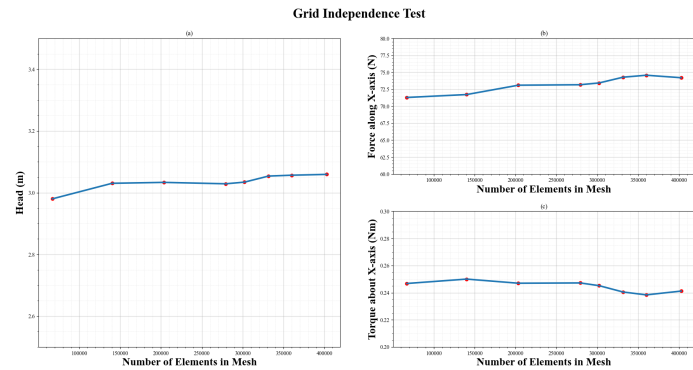 Grid Independence Test
(a)
Head (m)
3.4
3.2
3.0
2.8
2.6
100000 150000 200000 250000 300000 350000 400000
Number of Elements in Mesh
(b)
Force along X-axis (N)
80.0
77.5
75.0
72.5
70.0
67.5
65.0
62.5
60.0
100000 150000 200000 250000 300000 350000 400000
Number of Elements in Mesh
(c)
Torque about X-axis (Nm)
0.30
0.28
0.26
0.24
0.22
0.20
100000 150000 200000 250000 300000 350000 400000
Number of Elements in Mesh